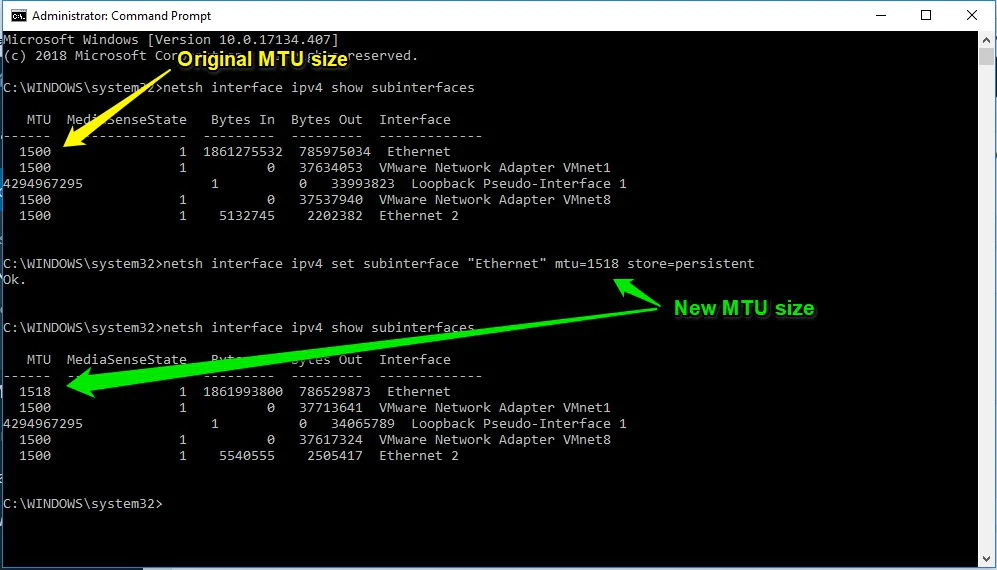 Administrator: Command Prompt
Microsoft Windows [Version 10.0.17134.407]
(c) 2018 Microsoft reserved.
Original MTU size
C:\WINDOWS\system32>netsh interface ipv4 show subinterfaces
MTU MediaSenseState Bytes In Bytes Out Interface
------ --------------- --------- --------- -------------
1500 1 1861275532 785975034 Ethernet
1500 1 0 37634053 VMware Network Adapter VMnet1
4294967295 1 0 33993823 Loopback Pseudo-Interface 1
1500 1 0 37537940 VMware Network Adapter VMnet8
1500 1 5132745 2202382 Ethernet 2
C:\WINDOWS\system32>netsh interface ipv4 set subinterface "Ethernet" mtu=1518 store=persistent
Ok.
New MTU size
C:\WINDOWS\system32>netsh interface ipv4 show subinterfaces
MTU MediaSenseState Bytes Out Interface
------ --------------- --------- --------- -------------
1518 1 1861993800 786529873 Ethernet
1500 1 0 37713641 VMware Network Adapter VMnet1
4294967295 1 0 34065789 Loopback Pseudo-Interface 1
1500 1 0 37617324 VMware Network Adapter VMnet8
1500 1 5540555 2505417 Ethernet 2
C:\WINDOWS\system32>